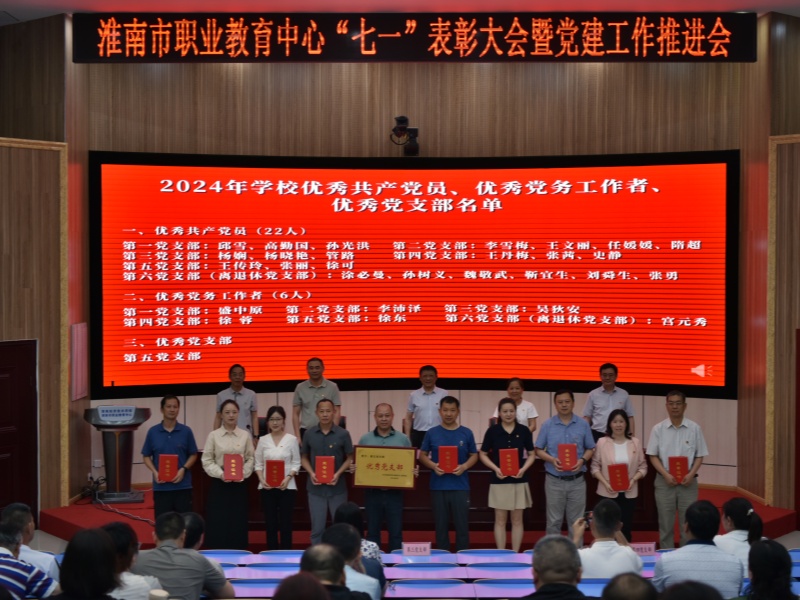 淮南市职业教育中心“七一”表彰大会暨党建工作推进会
2024年学校优秀共产党员、优秀党务工作者、
优秀党支部名单
一、优秀共产党员（22人）
第一党支部：邱雪、高勤国、孙光洪 第二党支部：李雪梅、王文丽、任媛媛、隋超
第三党支部：杨娴、杨晓艳、管路 第四党支部：王丹梅、张茜、史静
第五党支部：王传玲、张丽、徐可
第六党支部（离退休党支部）：涂必曼、孙树义、魏敬武、靳宜生、刘舜生、张勇
二、优秀党务工作者（6人）
第一党支部：盛中原 第二党支部：李沛泽 第三党支部：吴秋安
第四党支部：徐蓉 第五党支部：徐东 第六党支部（离退休党支部）：宫元秀
三、优秀党支部
第五党支部
优秀党支部